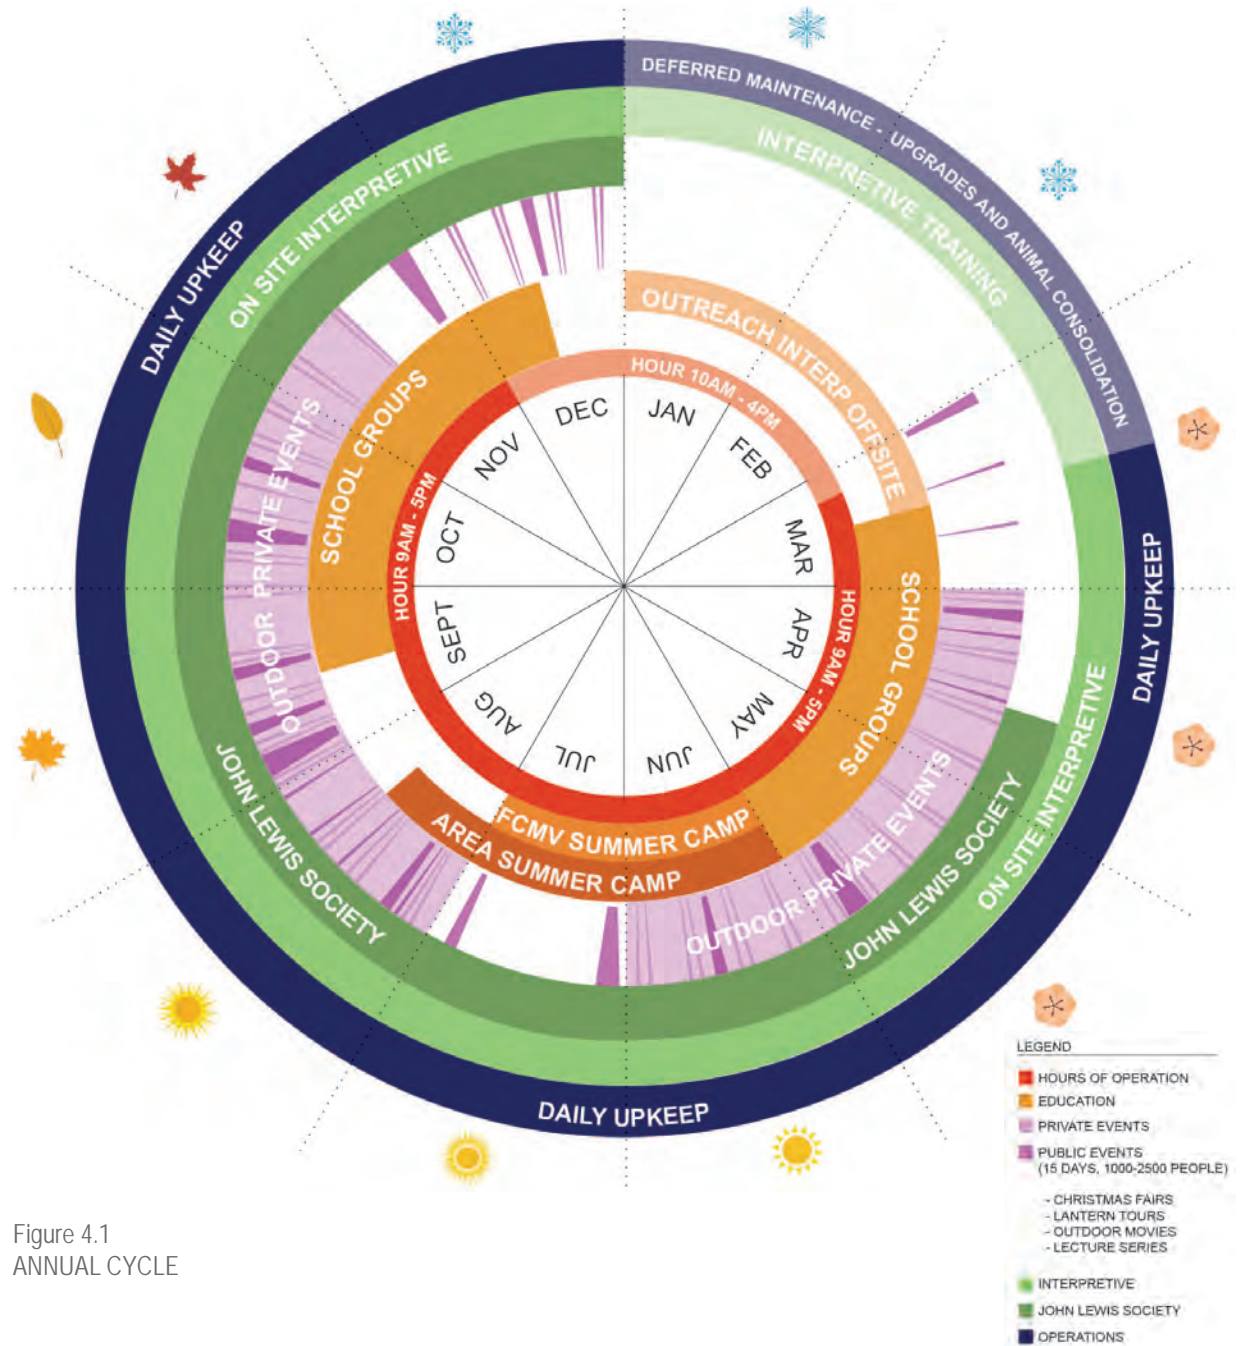 DEFERRED MAINTENANCE - UPGRADES AND ANIMAL CONSOLIDATION
INTERPRETIVE TRAINING
OUTREACH INTERP OFFSITE
HOUR 10AM - 4PM
DAILY UPKEEP
ON SITE INTERPRETIVE
SCHOOL GROUPS
OUTDOOR PRIVATE EVENTS
HOUR 9AM - 5PM
JAN
FEB
MAR
APR
MAY
JUN
JUL
AUG
SEPT
OCT
NOV
DEC
HOUR 9AM - 5PM
SCHOOL GROUPS
DAILY UPKEEP
OUTDOOR PRIVATE EVENTS
JOHN LEWIS SOCIETY
ON SITE INTERPRETIVE
FCMV SUMMER CAMP
AREA SUMMER CAMP
JOHN LEWIS SOCIETY
DAILY UPKEEP
LEGEND
HOURS OF OPERATION
EDUCATION
PRIVATE EVENTS
PUBLIC EVENTS
(15 DAYS, 1000-2500 PEOPLE)
- CHRISTMAS FAIRS
- LANTERN TOURS
- OUTDOOR MOVIES
- LECTURE SERIES
INTERPRETIVE
JOHN LEWIS SOCIETY
OPERATIONS
Figure 4.1
ANNUAL CYCLE